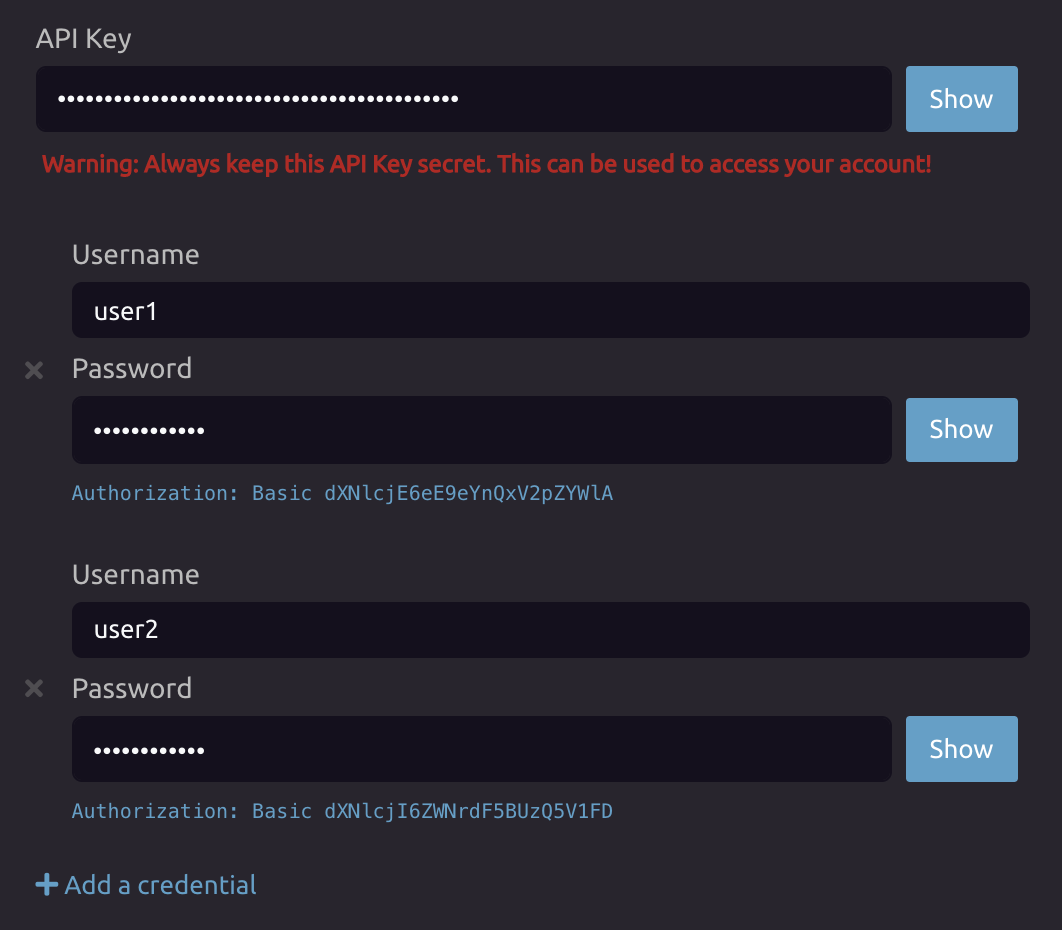 API Key
•••••••••••••••••••••••••••••••••••••••••••
Show
Warning: Always keep this API Key secret. This can be used to access your account!
Username
user1
Password
••••••••••••
Show
Authorization: Basic dXNlcjE6eE9eYnQxV2pZYWlA
Username
user2
Password
••••••••••••
Show
Authorization: Basic dXNlcjI6ZWNrdF5BUzQ5V1FD
Add a credential